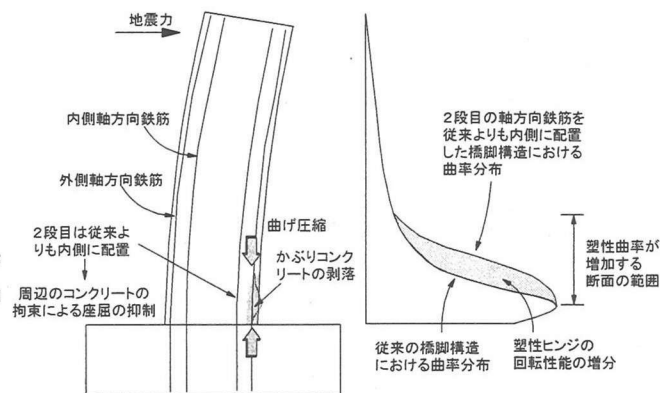 地震力
内側軸方向鉄筋
外側軸方向鉄筋
2段目は従来よ
りも内側に配置
周辺のコンクリートの
拘束による座屈の抑制
曲げ圧縮
かぶりコンク
リートの剥落
2段目の軸方向鉄筋を
従来よりも内側に配置
した橋脚構造における
曲率分布
塑性曲率が
増加する
断面の範囲
従来の橋脚構造
における曲率分布
塑性ヒンジの
回転性能の増分